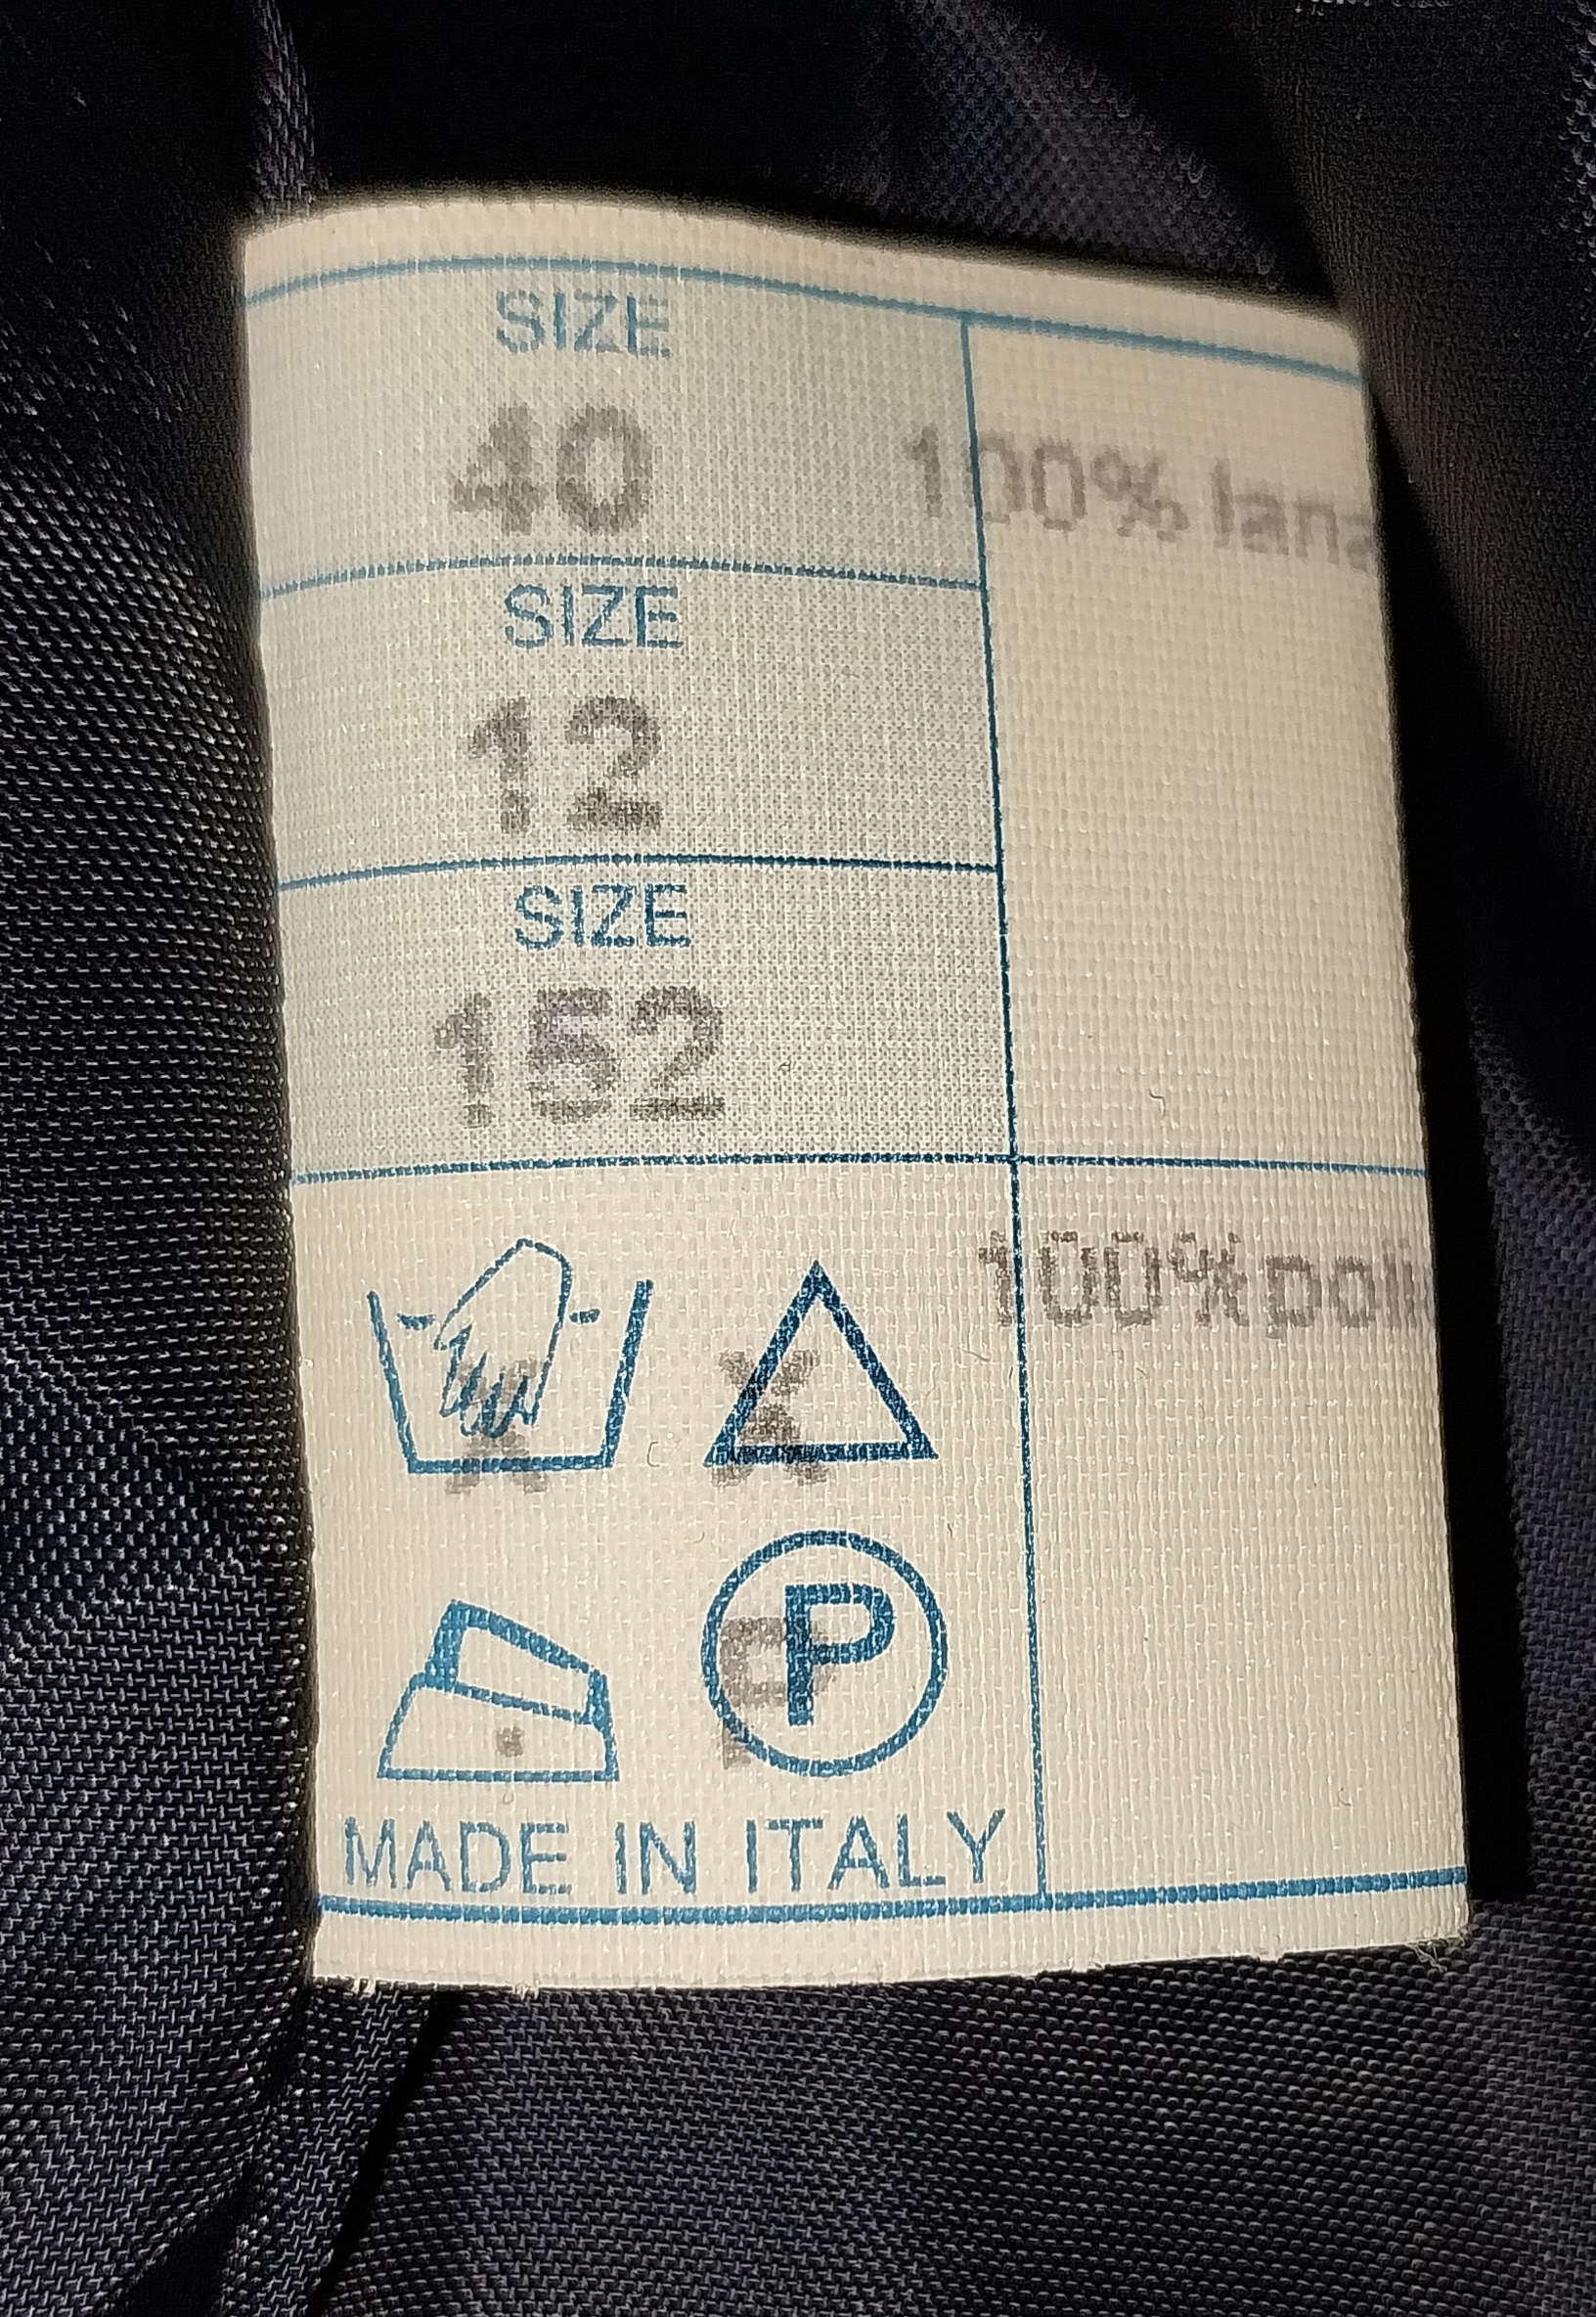 SIZE
40
100% lana
SIZE
12
SIZE
152
100% poli
X X
P
P
MADE IN ITALY